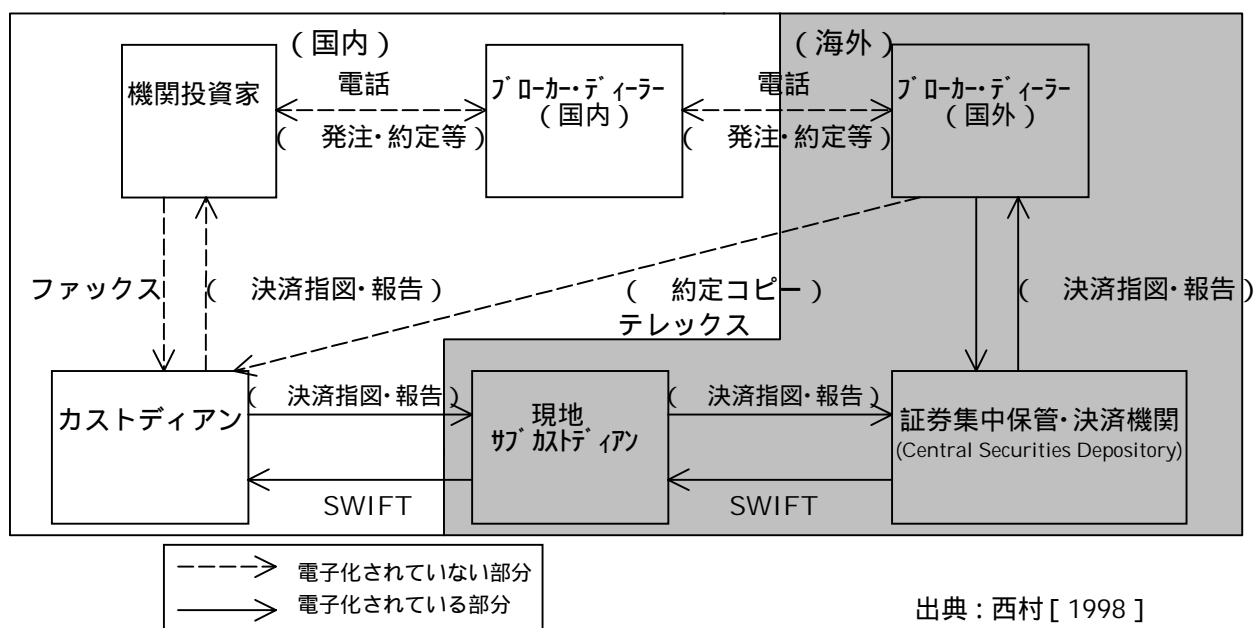 (国内)
(海外)
機関投資家
電話
ブローカー・ディーラー
(国内)
電話
ブローカー・ディーラー
(国外)
( 発注・約定等)
( 発注・約定等)
ファックス
( 決済指図・報告)
( 約定コピー)
テレックス
( 決済指図・報告)
カストディアン
( 決済指図・報告)
現地
サブカストディアン
( 決済指図・報告)
証券集中保管・決済機関
(Central Securities Depository)
SWIFT
SWIFT
電子化されていない部分
電子化されている部分
出典:西村[1998]